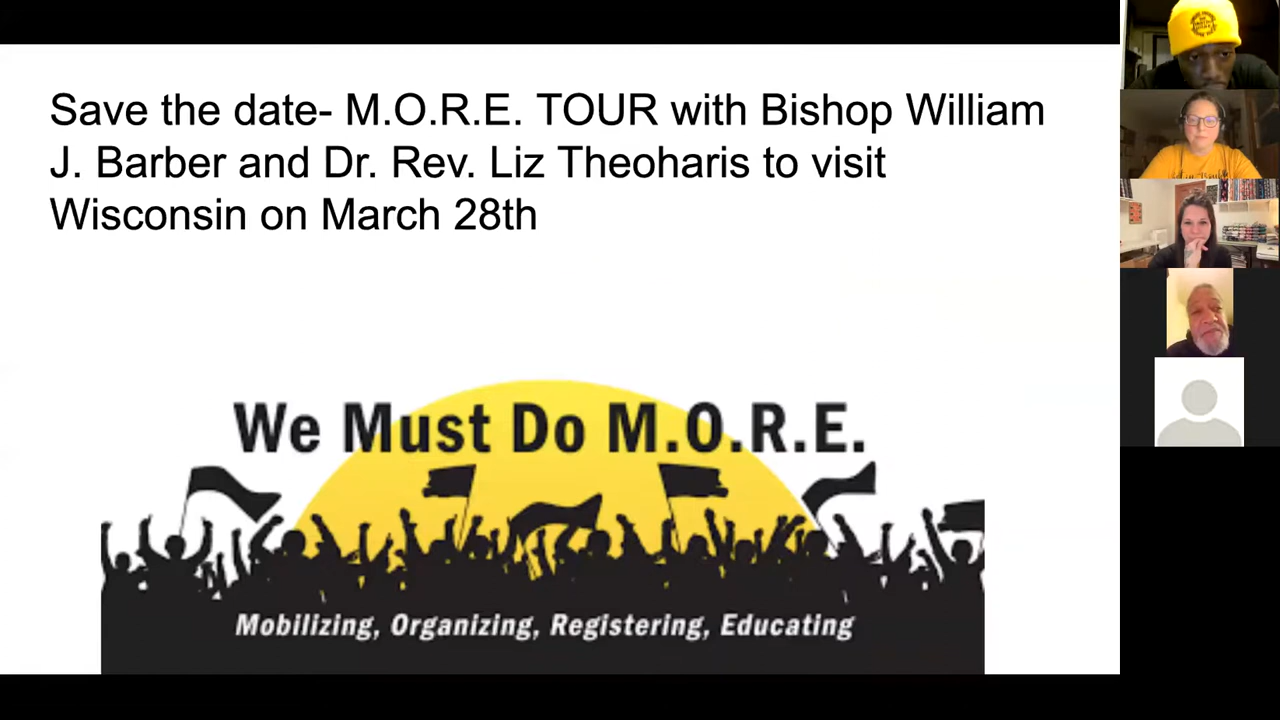 Save the date- M.O.R.E. TOUR with Bishop William
J. Barber and Dr. Rev. Liz Theoharis to visit
Wisconsin on March 28th
We Must Do M.O.R.E.
Mobilizing, Organizing, Registering, Educating